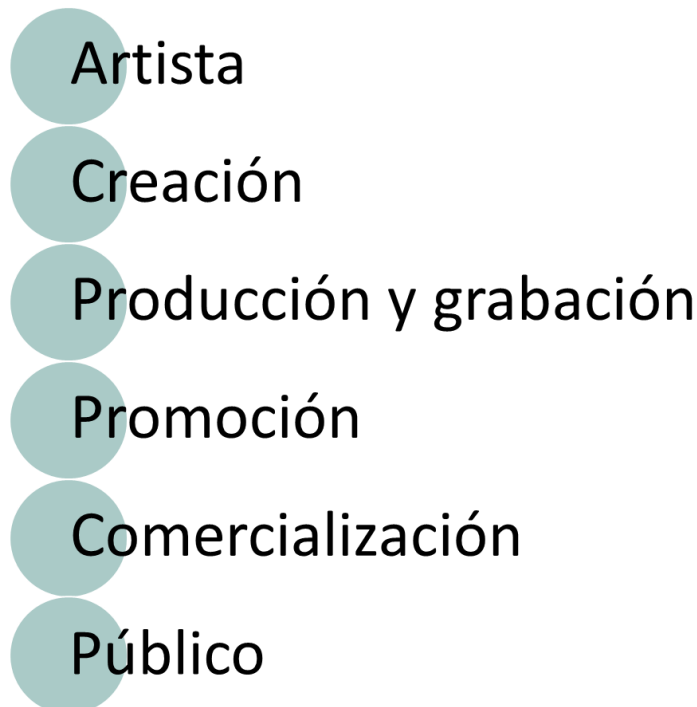 Artista
Creación
Producción y grabación
Promoción
Comercialización
Público